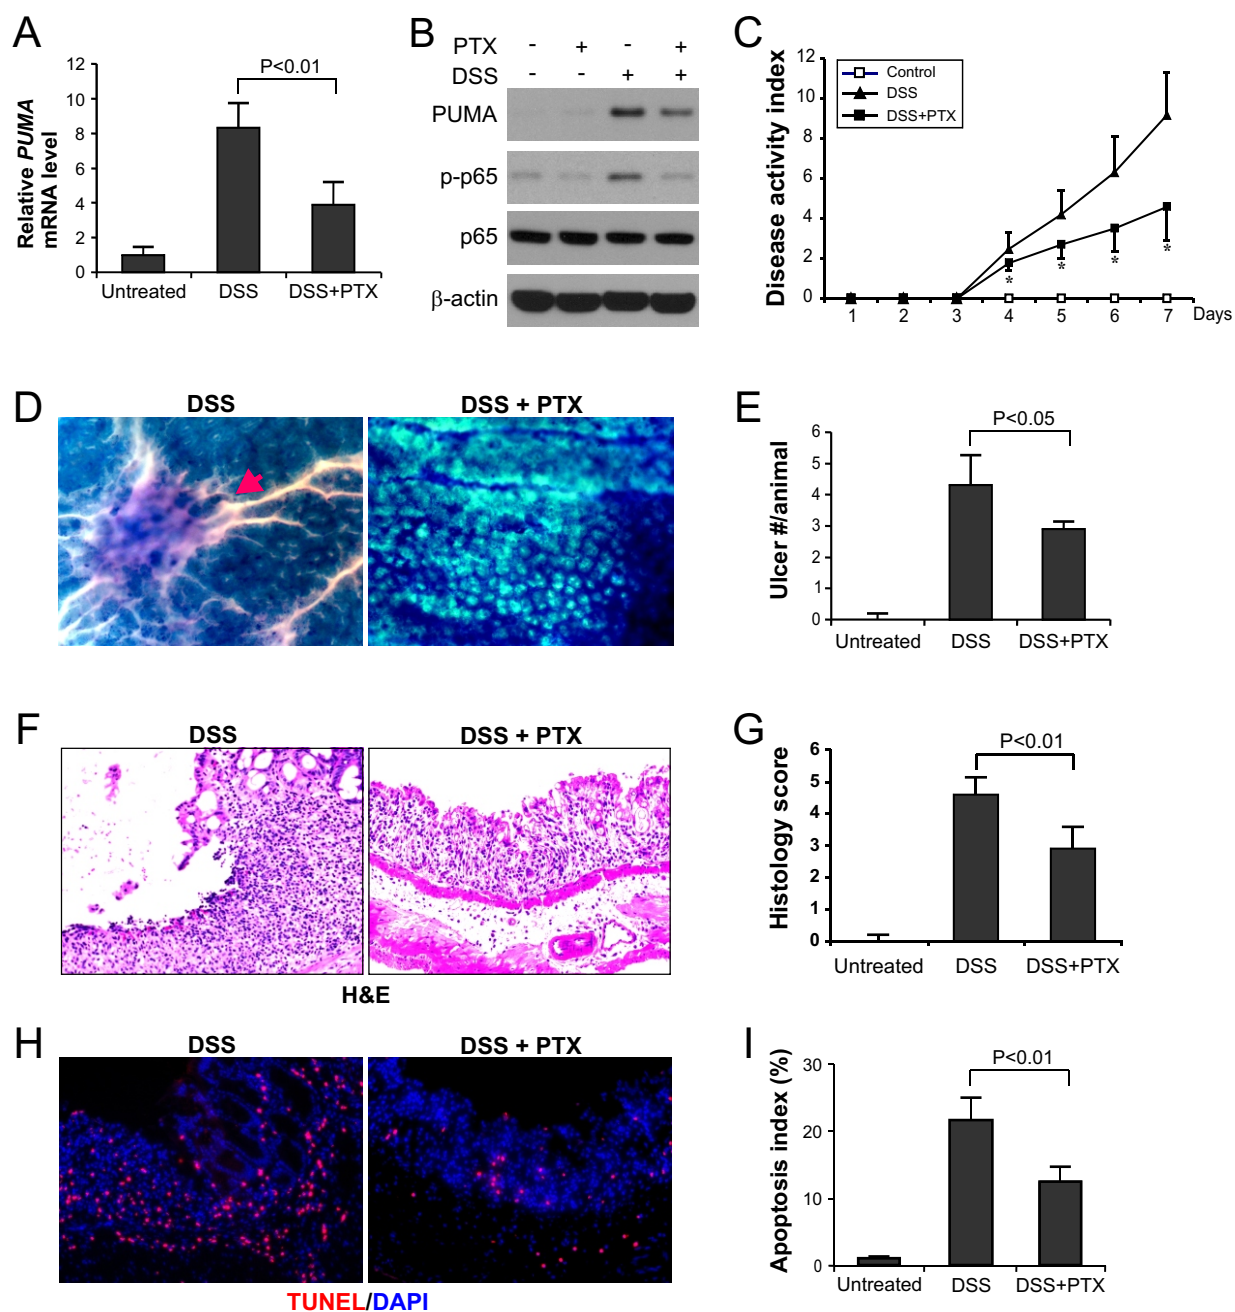 A
Relative PUMA
mRNA level
12
10
8
6
4
2
0
P<0.01
Untreated
DSS
DSS+PTX
B
PTX - + - +
DSS - - + +
PUMA
p-p65
p65
β-actin
C
Disease activity index
12
10
8
6
4
2
0
Control
DSS
DSS+PTX
* * * *
1 2 3 4 5 6 7 Days
D
DSS
DSS + PTX
E
Ulcer #/animal
6
5
4
3
2
1
0
P<0.05
Untreated
DSS
DSS+PTX
F
DSS
DSS + PTX
H&E
G
Histology score
6
5
4
3
2
1
0
P<0.01
Untreated
DSS
DSS+PTX
H
DSS
DSS + PTX
TUNEL/DAPI
I
Apoptosis index (%)
30
20
10
0
P<0.01
Untreated
DSS
DSS+PTX